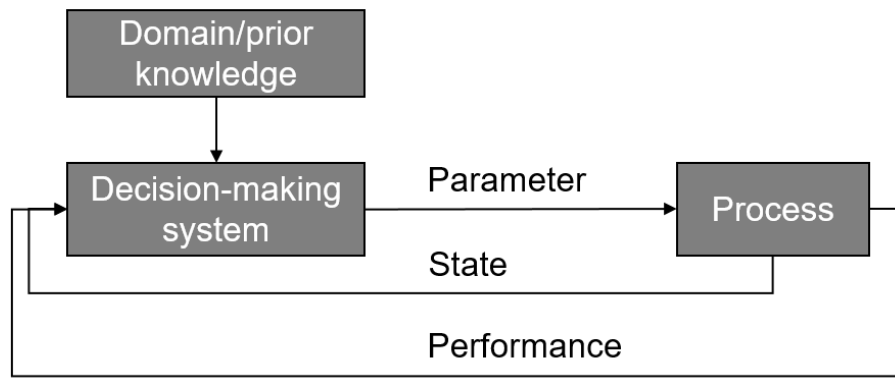 Domain/prior
knowledge
Decision-making
system
Parameter
Process
State
Performance